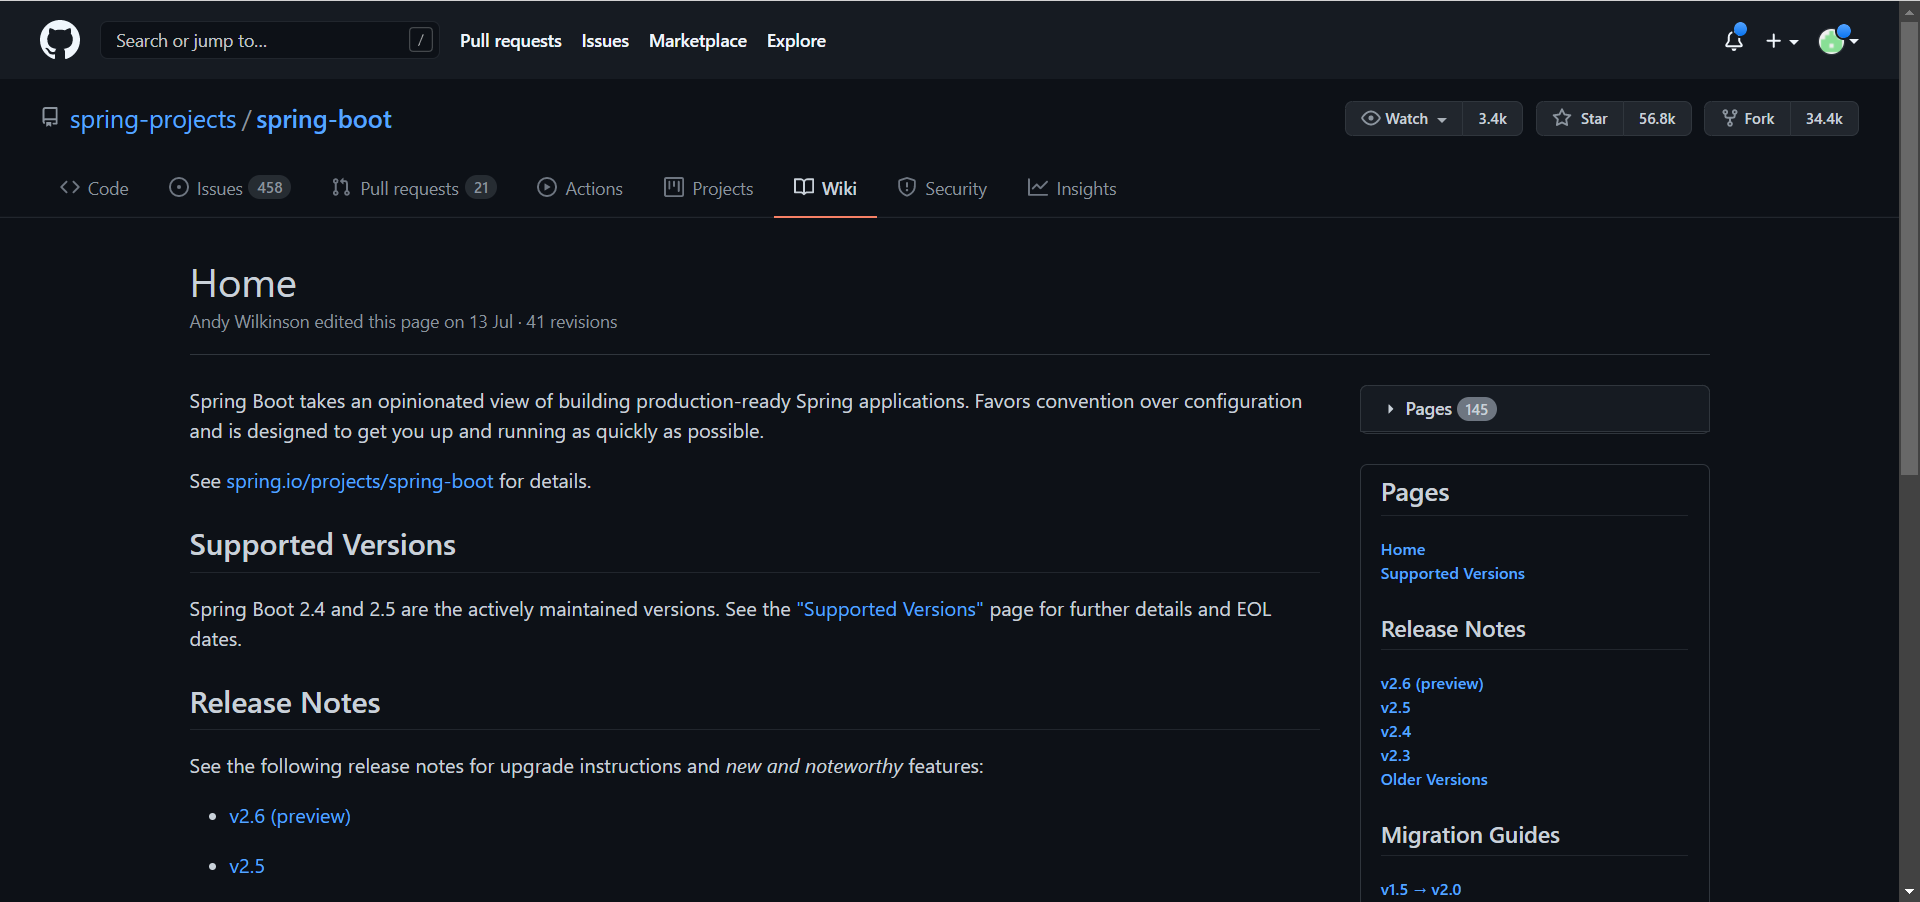 Search or jump to... /
Pull requests Issues Marketplace Explore
spring-projects / spring-boot
Watch 3.4k Star 56.8k Fork 34.4k
Code Issues 458 Pull requests 21 Actions Projects Wiki Security Insights
Home
Andy Wilkinson edited this page on 13 Jul · 41 revisions
Spring Boot takes an opinionated view of building production-ready Spring applications. Favors convention over configuration
and is designed to get you up and running as quickly as possible.
See spring.io/projects/spring-boot for details.
Supported Versions
Spring Boot 2.4 and 2.5 are the actively maintained versions. See the "Supported Versions" page for further details and EOL
dates.
Release Notes
See the following release notes for upgrade instructions and new and noteworthy features:
• v2.6 (preview)
• v2.5
Pages 145
Pages
Home
Supported Versions
Release Notes
v2.6 (preview)
v2.5
v2.4
v2.3
Older Versions
Migration Guides
v1.5 → v2.0